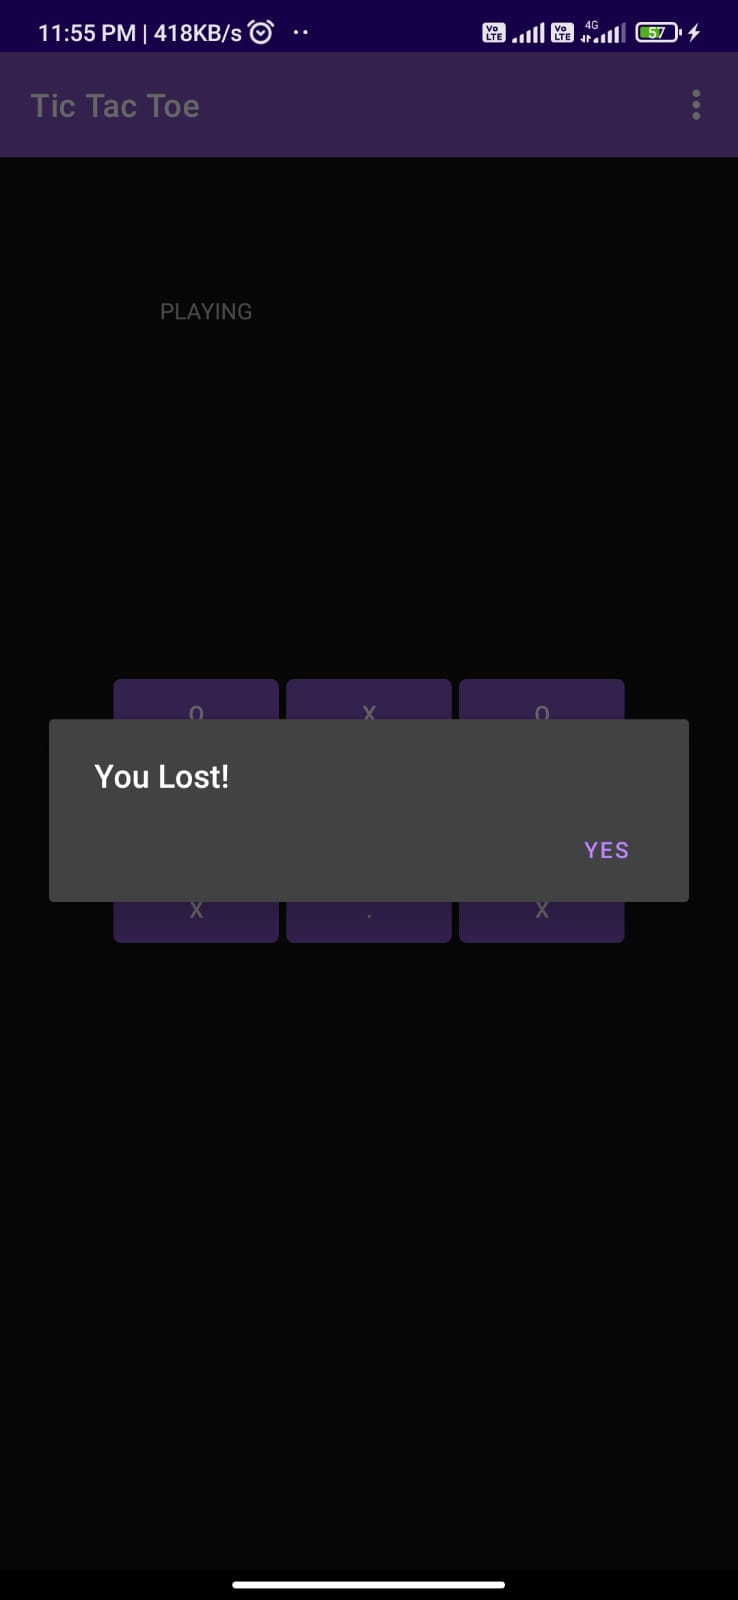 11:55 PM | 418KB/s
Vo LTE Vo LTE 4G 57
Tic Tac Toe
PLAYING
O X O
You Lost!
YES
X . X